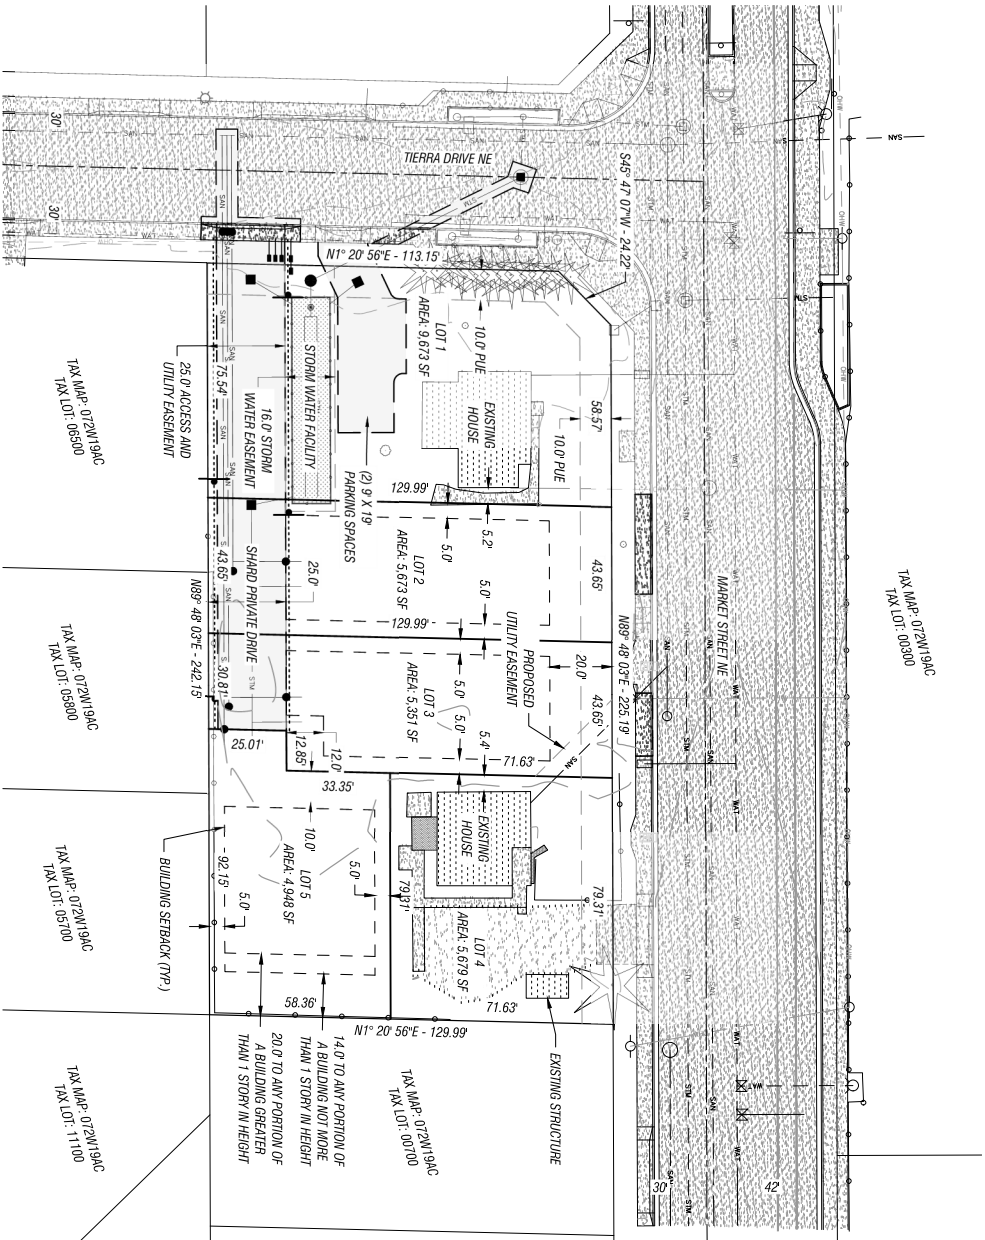 30'
30'
TIERRA DRIVE NE
S45° 47' 07"W - 24.22'
N1° 20' 56"E - 113.15'
SAN
STM
WAT
OHW
LOT 1
AREA: 9,673 SF
10.0' PUE
58.57'
10.0' PUE
EXISTING
HOUSE
STORM WATER FACILITY
16.0' STORM
WATER EASEMENT
75.54'
25.0' ACCESS AND
UTILITY EASEMENT
TAX MAP: 072W19AC
TAX LOT: 06500
(2) 9' X 19'
PARKING SPACES
129.99'
5.0'
5.2'
LOT 2
AREA: 5,673 SF
43.65'
5.0'
129.99'
25.0'
SHARD PRIVATE DRIVE
43.65'
N89° 48' 03"E - 242.15'
MARKET STREET NE
TAX MAP: 072W19AC
TAX LOT: 00300
PROPOSED
UTILITY EASEMENT
N89° 48' 03"E - 225.19'
20.0'
43.65'
5.0'
5.0'
LOT 3
AREA: 5,351 SF
5.4'
71.63'
30.81'
STM
TAX MAP: 072W19AC
TAX LOT: 05800
25.01'
12.85'
12.0'
33.35'
SAN
EXISTING
HOUSE
10.0'
LOT 5
AREA: 4,948 SF
5.0'
79.31'
79.31'
92.15'
5.0'
BUILDING SETBACK (TYP.)
TAX MAP: 072W19AC
TAX LOT: 05700
LOT 4
AREA: 5,679 SF
58.36'
71.63'
N1° 20' 56"E - 129.99'
EXISTING STRUCTURE
14.0' TO ANY PORTION OF
A BUILDING NOT MORE
THAN 1 STORY IN HEIGHT
20.0' TO ANY PORTION OF
A BUILDING GREATER
THAN 1 STORY IN HEIGHT
TAX MAP: 072W19AC
TAX LOT: 00700
TAX MAP: 072W19AC
TAX LOT: 11100
30'
42'